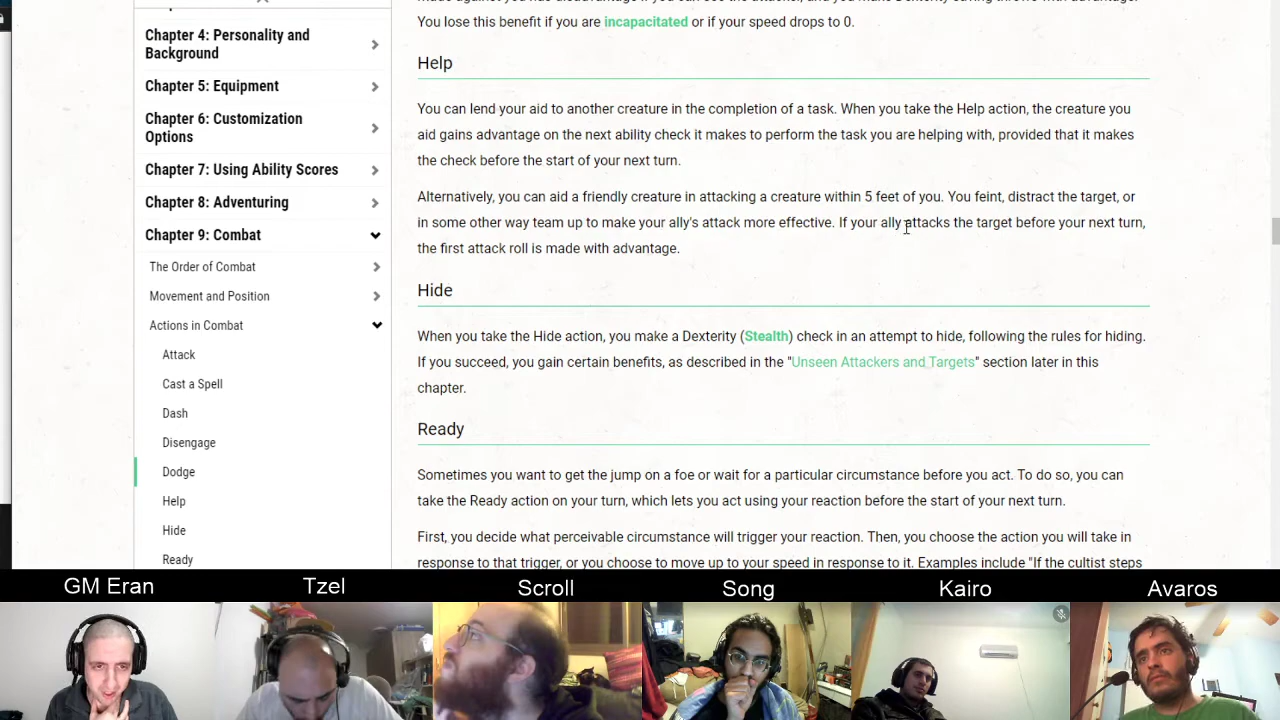 You lose this benefit if you are incapacitated or if your speed drops to 0.
Chapter 4: Personality and
Background
Chapter 5: Equipment
Chapter 6: Customization
Options
Chapter 7: Using Ability Scores
Chapter 8: Adventuring
Chapter 9: Combat
The Order of Combat
Movement and Position
Actions in Combat
Attack
Cast a Spell
Dash
Disengage
Dodge
Help
Hide
Ready
Help
You can lend your aid to another creature in the completion of a task. When you take the Help action, the creature you
aid gains advantage on the next ability check it makes to perform the task you are helping with, provided that it makes
the check before the start of your next turn.
Alternatively, you can aid a friendly creature in attacking a creature within 5 feet of you. You feint, distract the target, or
in some other way team up to make your ally's attack more effective. If your ally attacks the target before your next turn,
the first attack roll is made with advantage.
Hide
When you take the Hide action, you make a Dexterity (Stealth) check in an attempt to hide, following the rules for hiding.
If you succeed, you gain certain benefits, as described in the "Unseen Attackers and Targets" section later in this
chapter.
Ready
Sometimes you want to get the jump on a foe or wait for a particular circumstance before you act. To do so, you can
take the Ready action on your turn, which lets you act using your reaction before the start of your next turn.
First, you decide what perceivable circumstance will trigger your reaction. Then, you choose the action you will take in
response to that trigger, or you choose to move up to your speed in response to it. Examples include "If the cultist steps
GM Eran
Tzel
Scroll
Song
Kairo
Avaros